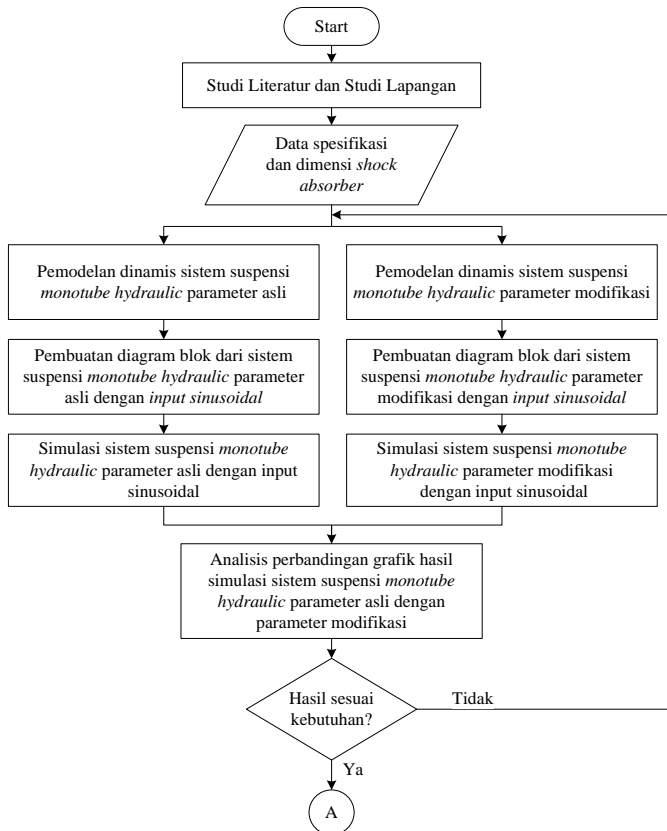 Start
Studi Literatur dan Studi Lapangan
Data spesifikasi
dan dimensi shock
absorber
Pemodelan dinamis sistem suspensi
monotube hydraulic parameter asli
Pemodelan dinamis sistem suspensi
monotube hydraulic parameter modifikasi
Pembuatan diagram blok dari sistem
suspensi monotube hydraulic parameter
asli dengan input sinusoidal
Pembuatan diagram blok dari sistem
suspensi monotube hydraulic parameter
modifikasi dengan input sinusoidal
Simulasi sistem suspensi monotube
hydraulic parameter asli dengan input
sinusoidal
Simulasi sistem suspensi monotube
hydraulic parameter modifikasi
dengan input sinusoidal
Analisis perbandingan grafik hasil
simulasi sistem suspensi monotube
hydraulic parameter asli dengan
parameter modifikasi
Hasil sesuai
kebutuhan?
Tidak
Ya
A